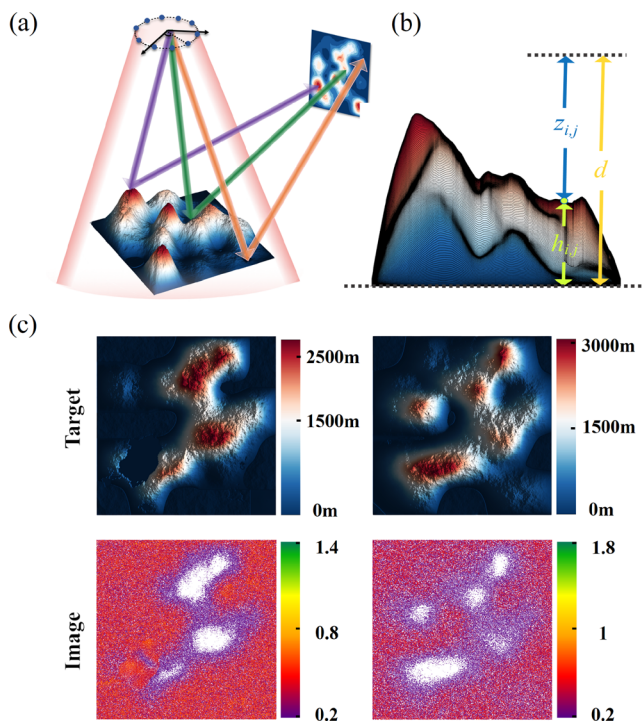 (a)
(b)
z_{i,j}
d
h_{i,j}
(c)
Target
2500m
1500m
0m
3000m
1500m
0m
Image
1.4
0.8
0.2
1.8
1
0.2